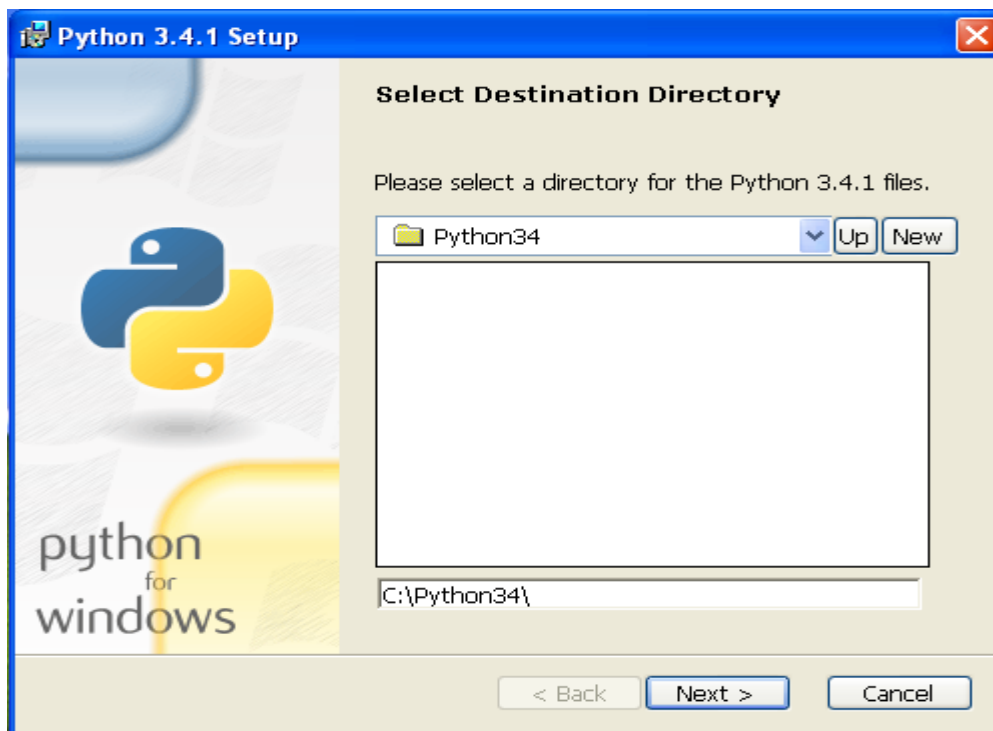 Python 3.4.1 Setup
Select Destination Directory
Please select a directory for the Python 3.4.1 files.
Python34
Up
New
C:\Python34\
python
for
windows
< Back
Next >
Cancel